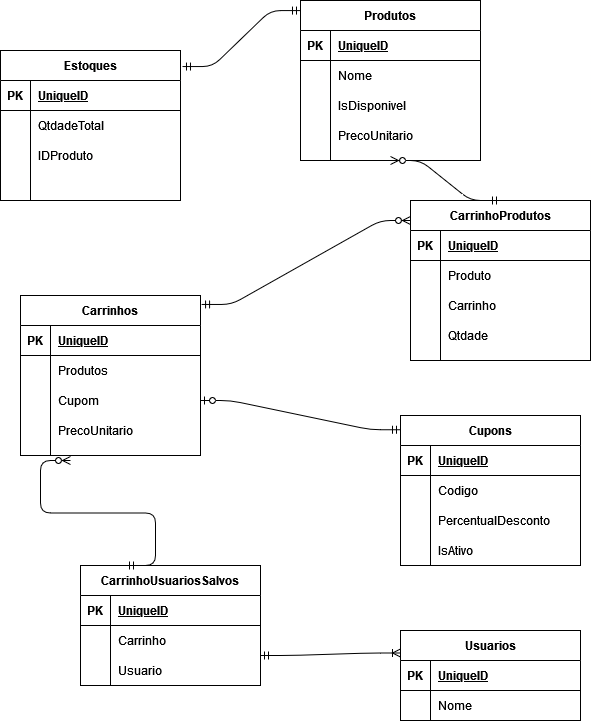 Produtos
PK UniqueID
Nome
IsDisponivel
PrecoUnitario
Estoques
PK UniqueID
QtdadeTotal
IDProduto
CarrinhoProdutos
PK UniqueID
Produto
Carrinho
Qtdade
Carrinhos
PK UniqueID
Produtos
Cupom
PrecoUnitario
Cupons
PK UniqueID
Codigo
PercentualDesconto
IsAtivo
CarrinhoUsuariosSalvos
PK UniqueID
Carrinho
Usuario
Usuarios
PK UniqueID
Nome